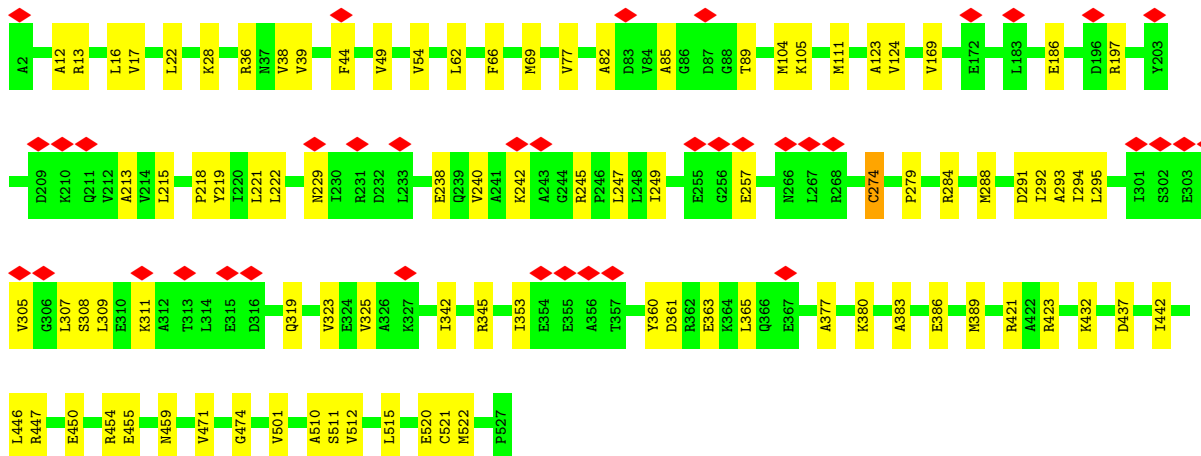 A2 A12 R13 L16 V17 L22 K28 R36 N37 V38 V39 F44 V49 V54 L62 F66 M69 V77 A82 D83 V84 A85 G86 D87 G88 T89 M104 K105 M111 A123 V124 V169 E172 L183 E186 D196 R197 Y203
D209 K210 Q211 V212 A213 V214 L215 P218 Y219 I220 L221 L222 N229 I230 R231 D232 L233 E238 Q239 V240 A241 K242 A243 G244 R245 P246 L247 L248 I249 E255 G256 E257 N266 L267 R268 C274 P279 R284 M288 D291 I292 A293 I294 L295 I301 S302 E303
V305 G306 L307 S308 L309 E310 K311 A312 T313 L314 E315 D316 Q319 V323 E324 V325 A326 K327 I342 R345 I353 E354 E355 A356 T357 Y360 D361 R362 E363 K364 L365 Q366 E367 A377 K380 A383 E386 M389 R421 A422 R423 K432 D437 I442
L446 R447 E450 R454 E455 N459 V471 G474 V501 A510 S511 V512 L515 E520 C521 M522 P527